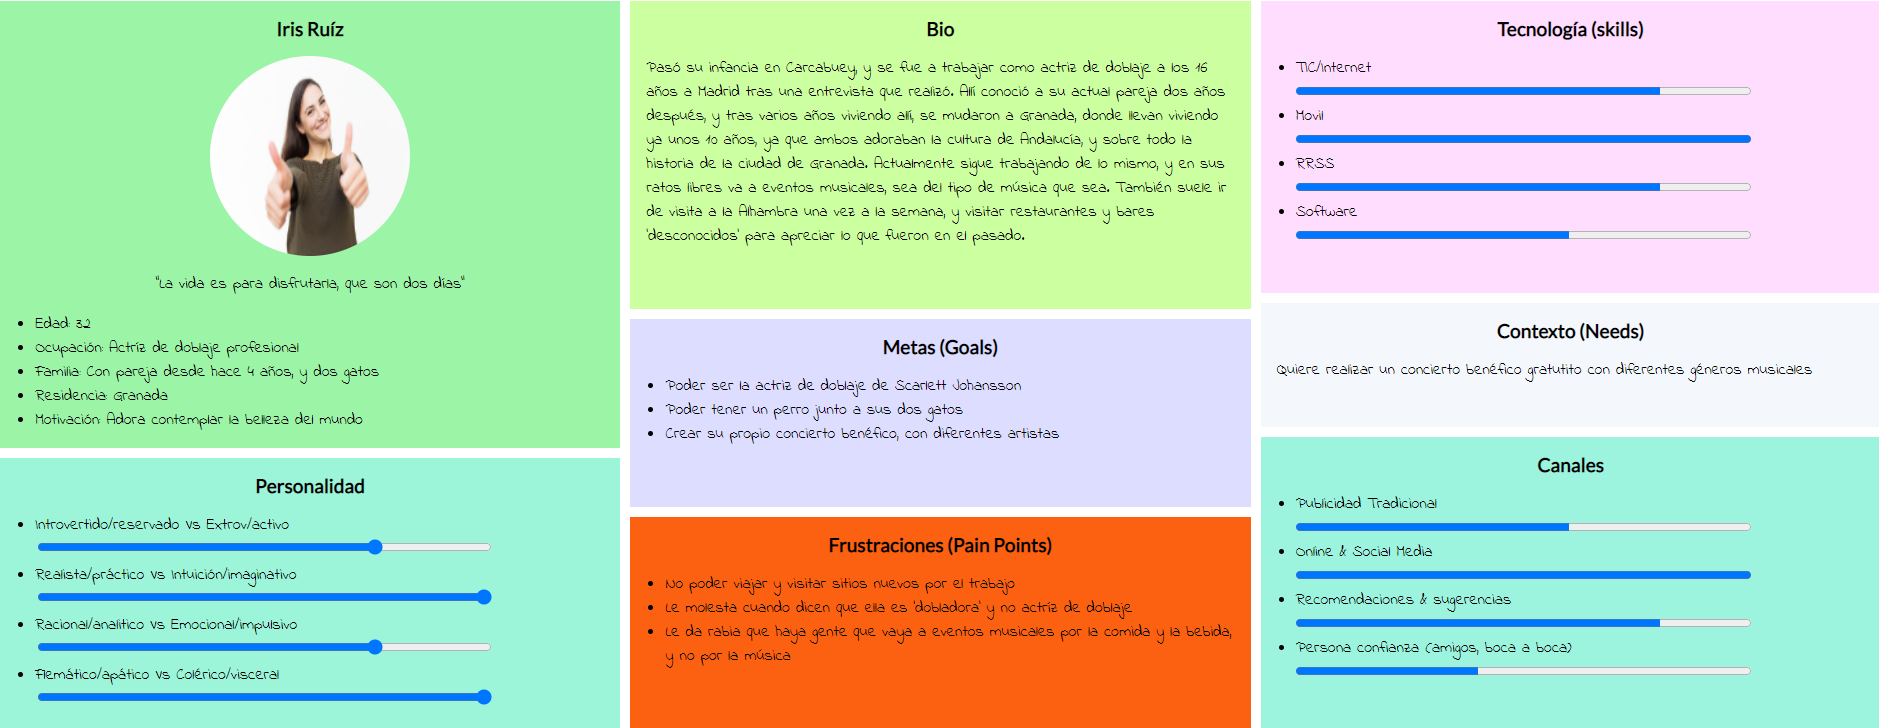 Iris Ruíz
"La vida es para disfrutarla, que son dos días"
Edad: 32
Ocupación: Actríz de doblaje profesional
Familia: Con pareja desde hace 4 años, y dos gatos
Residencia: Granada
Motivación: Adora contemplar la belleza del mundo
Personalidad
Introvertido/reservado Vs Extrov/activo
Realista/práctico Vs Intuición/imaginativo
Racional/analítico Vs Emocional/impulsivo
Flemático/apático Vs Colérico/visceral
Bio
Pasó su infancia en Carcabuey, y se fue a trabajar como actriz de doblaje a los 16
años a Madrid tras una entrevista que realizó. Allí conoció a su actual pareja dos años
después, y tras varios años viviendo allí, se mudaron a Granada, donde llevan viviendo
ya unos 10 años, ya que ambos adoraban la cultura de Andalucía, y sobre todo la
historia de la ciudad de Granada. Actualmente sigue trabajando de lo mismo, y en sus
ratos libres va a eventos musicales, sea del tipo de música que sea. También suele ir
de visita a la Alhambra una vez a la semana, y visitar restaurantes y bares
'desconocidos' para apreciar lo que fueron en el pasado.
Metas (Goals)
Poder ser la actriz de doblaje de Scarlett Johansson
Poder tener un perro junto a sus dos gatos
Crear su propio concierto benéfico, con diferentes artistas
Frustraciones (Pain Points)
No poder viajar y visitar sitios nuevos por el trabajo
Le molesta cuando dicen que ella es 'dobladora' y no actriz de doblaje
Le da rabia que haya gente que vaya a eventos musicales por la comida y la bebida,
y no por la música
Tecnología (skills)
TIC/Internet
Movil
RRSS
Software
Contexto (Needs)
Quiere realizar un concierto benéfico gratutito con diferentes géneros musicales
Canales
Publicidad Tradicional
Online & Social Media
Recomendaciones & sugerencias
Persona confianza (amigos, boca a boca)